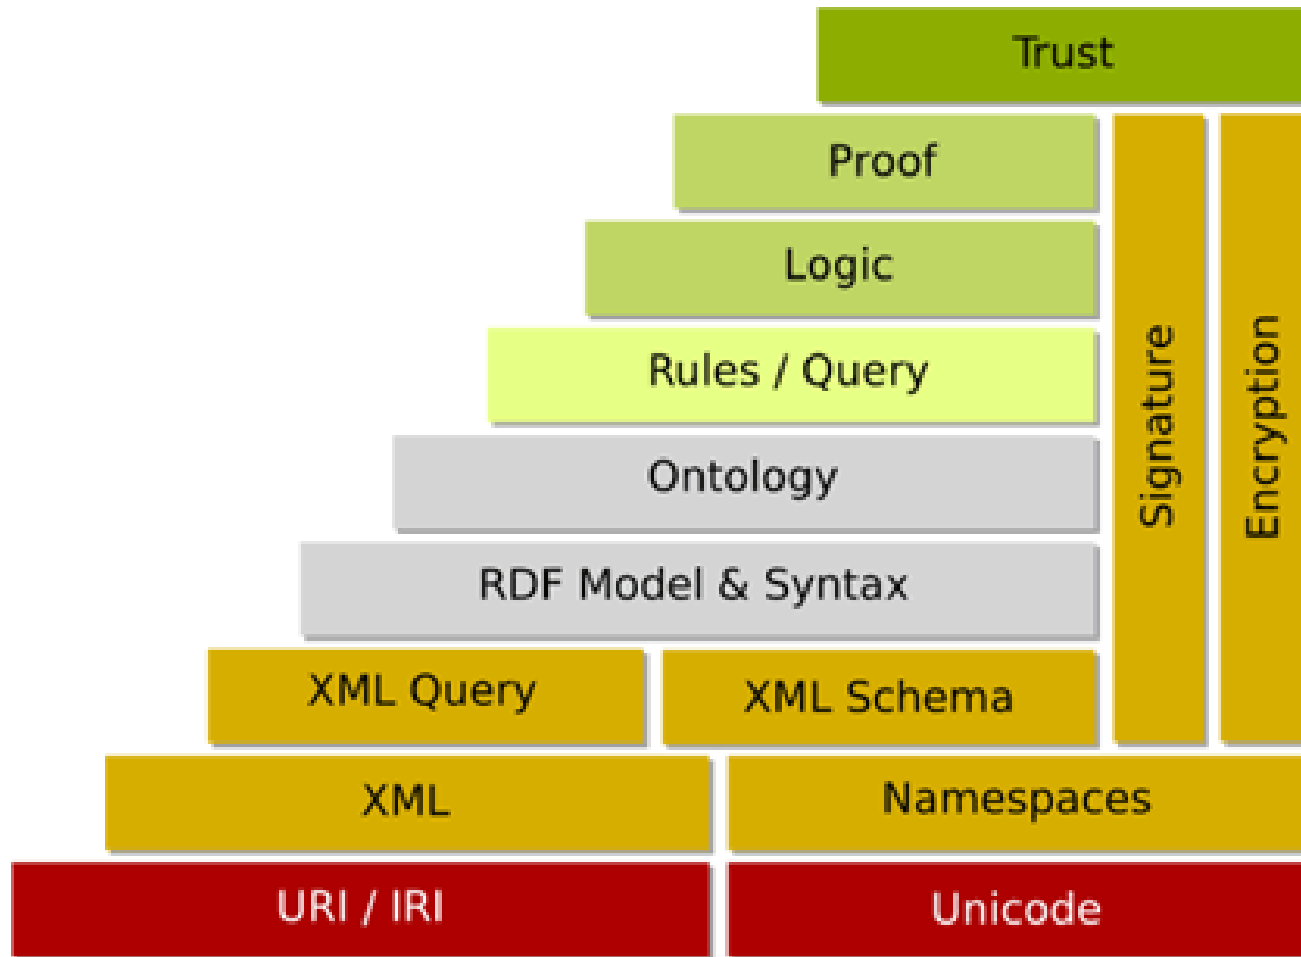 Trust
Proof
Logic
Rules / Query
Ontology
RDF Model & Syntax
Signature
Encryption
XML Query
XML Schema
XML
Namespaces
URI / IRI
Unicode